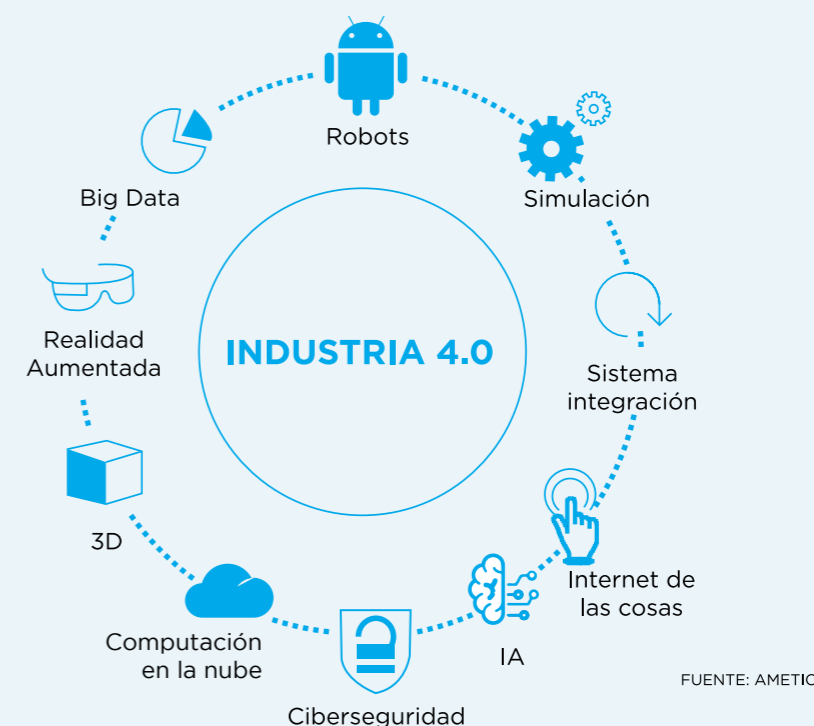 Robots
Simulación
Big Data
INDUSTRIA 4.0
Realidad
Aumentada
Sistema
integración
3D
Internet de
las cosas
Computación
en la nube
IA
Ciberseguridad
FUENTE: AMETIC